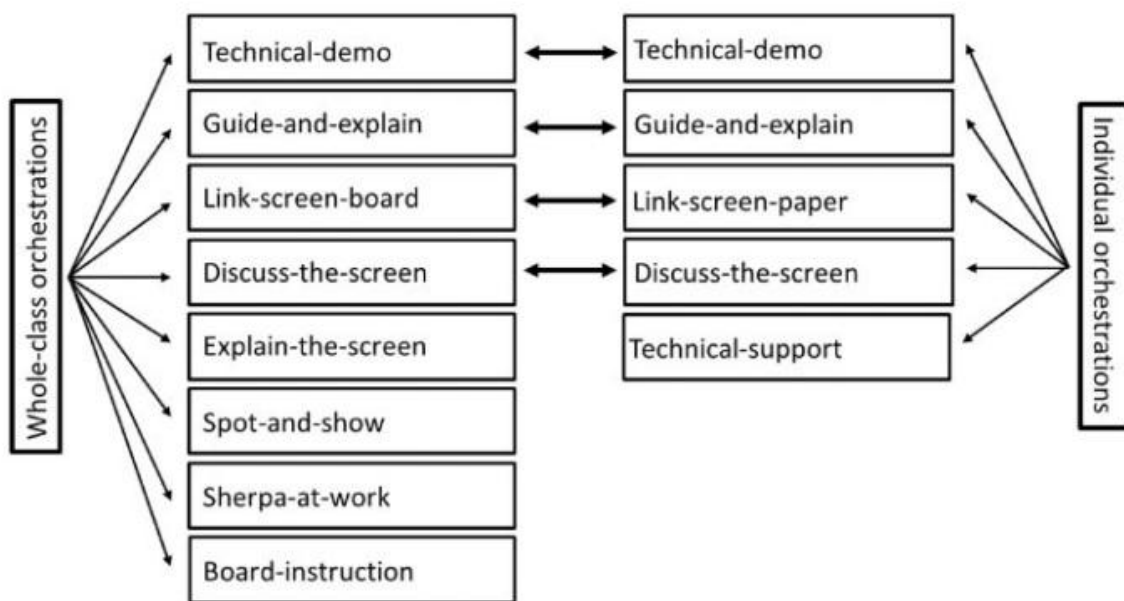 Whole-class orchestrations
Technical-demo
Guide-and-explain
Link-screen-board
Discuss-the-screen
Explain-the-screen
Spot-and-show
Sherpa-at-work
Board-instruction
Technical-demo
Guide-and-explain
Link-screen-paper
Discuss-the-screen
Technical-support
Individual orchestrations